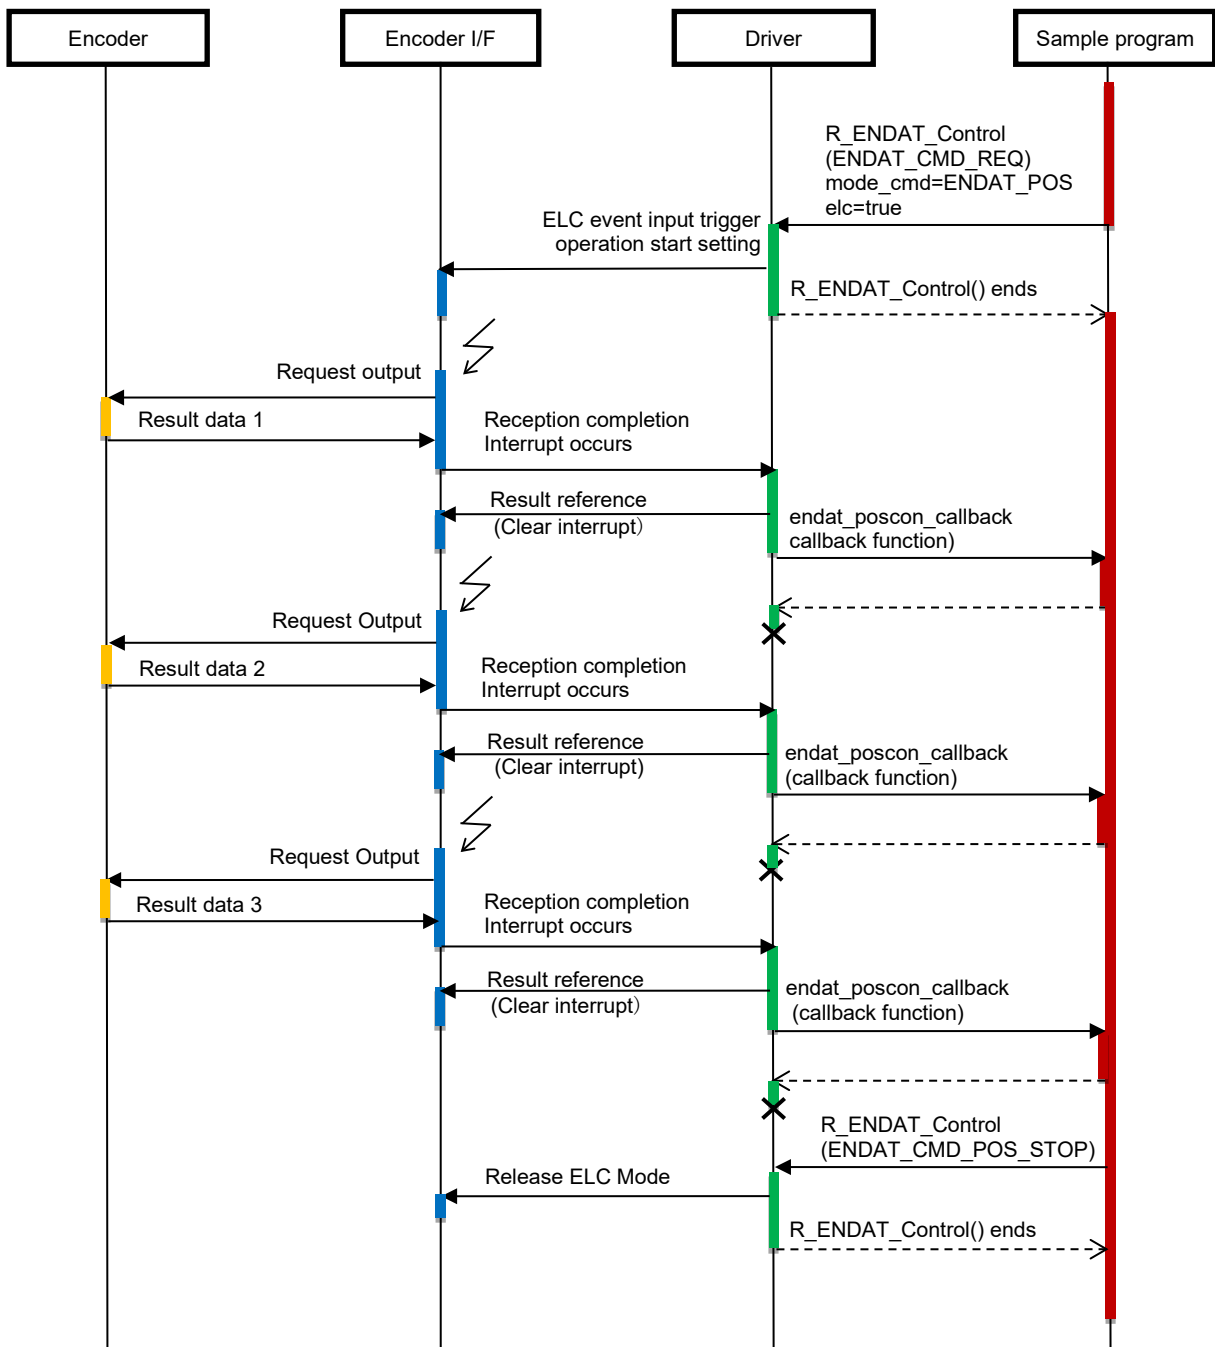 Encoder
Encoder I/F
Driver
Sample program
R_ENDAT_Control
(ENDAT_CMD_REQ)
mode_cmd=ENDAT_POS
elc=true
ELC event input trigger
operation start setting
R_ENDAT_Control() ends
Request output
Result data 1
Reception completion
Interrupt occurs
Result reference
(Clear interrupt）
endat_poscon_callback
callback function)
Request Output
Result data 2
Reception completion
Interrupt occurs
Result reference
(Clear interrupt)
endat_poscon_callback
(callback function)
Request Output
Result data 3
Reception completion
Interrupt occurs
Result reference
(Clear interrupt）
endat_poscon_callback
(callback function)
R_ENDAT_Control
(ENDAT_CMD_POS_STOP)
Release ELC Mode
R_ENDAT_Control() ends